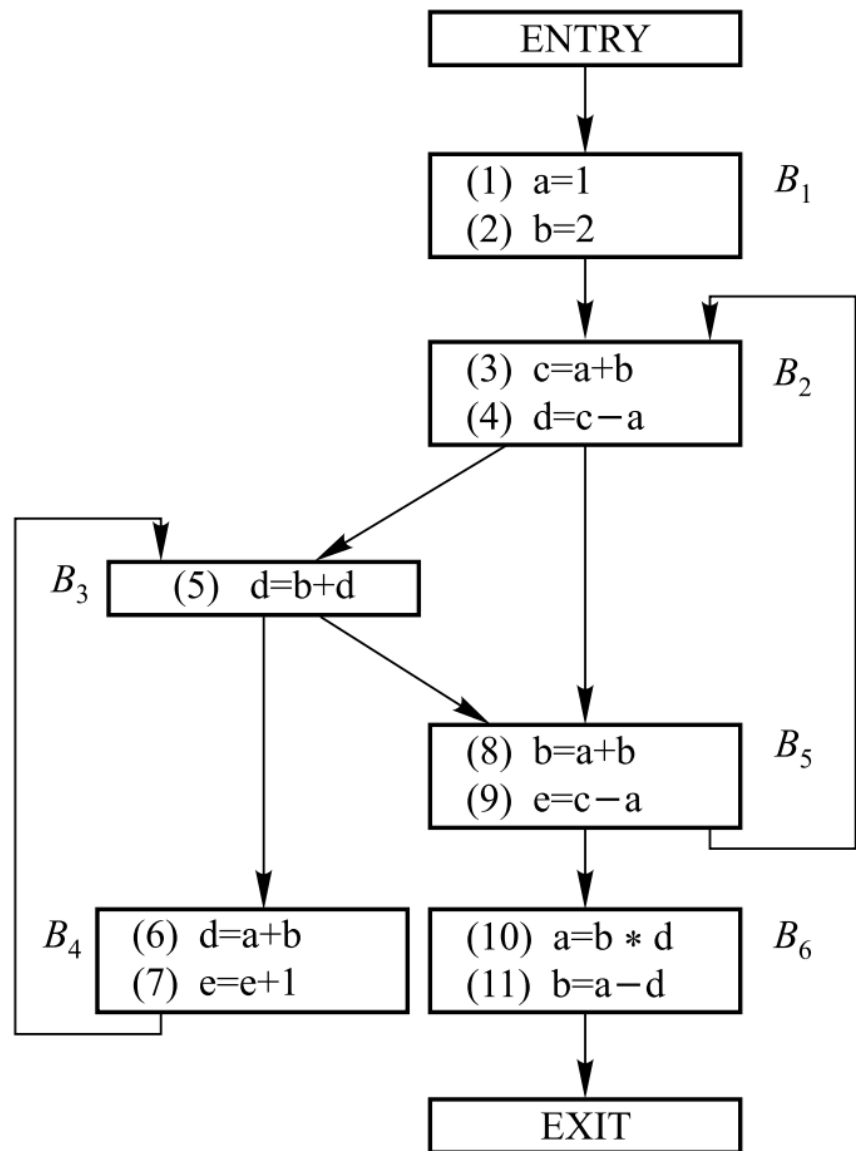 ENTRY
(1) a=1
(2) b=2
B₁
(3) c=a+b
(4) d=c−a
B₂
B₃
(5) d=b+d
(8) b=a+b
(9) e=c−a
B₅
B₄
(6) d=a+b
(7) e=e+1
(10) a=b * d
(11) b=a−d
B₆
EXIT